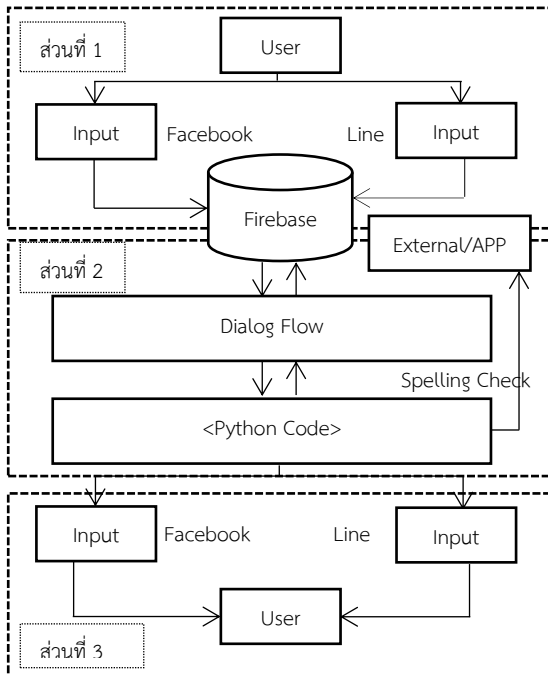 ส่วนที่ 1
User
Input
Facebook
Line
Input
Firebase
External/APP
ส่วนที่ 2
Dialog Flow
Spelling Check
<Python Code>
Input
Facebook
Line
Input
User
ส่วนที่ 3